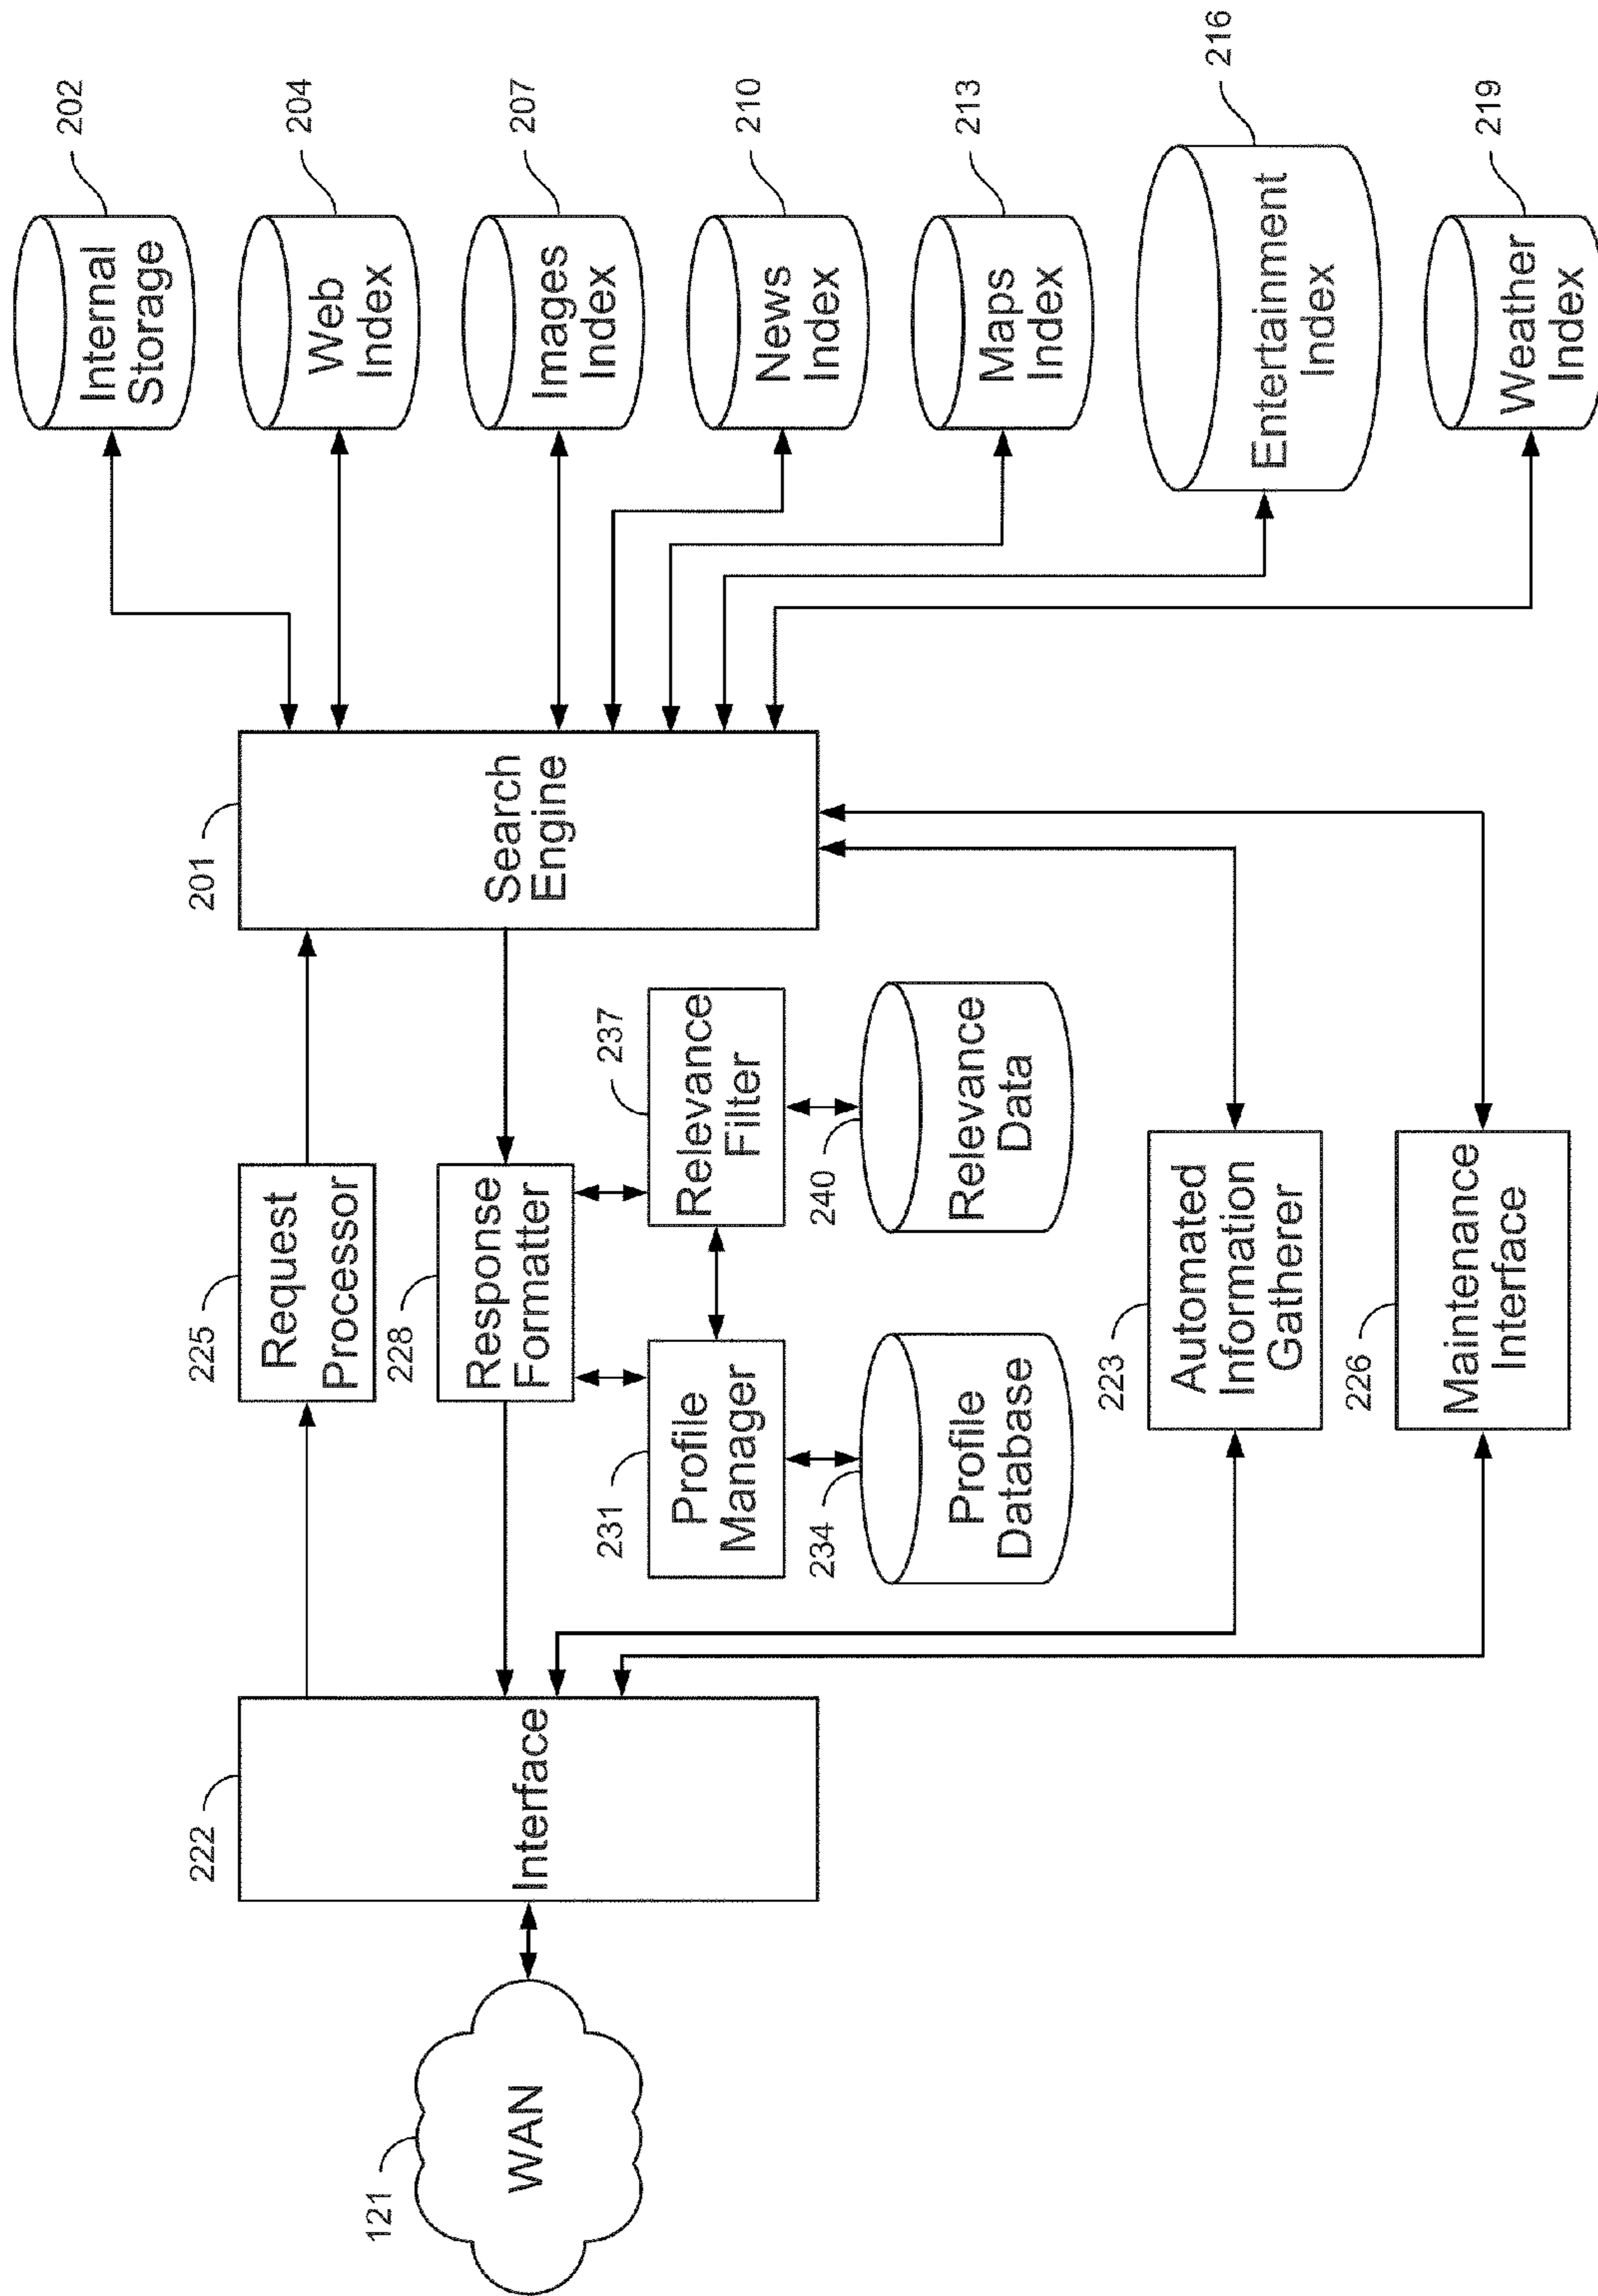 121
WAN
222
Interface
225
Request
Processor
228
Response
Formatter
231
Profile
Manager
234
Profile
Database
237
Relevance
Filter
240
Relevance
Data
223
Automated
Information
Gatherer
226
Maintenance
Interface
201
Search
Engine
Internal
Storage
202
Web
Index
204
Images
Index
207
News
Index
210
Maps
Index
213
Entertainment
Index
216
Weather
Index
219